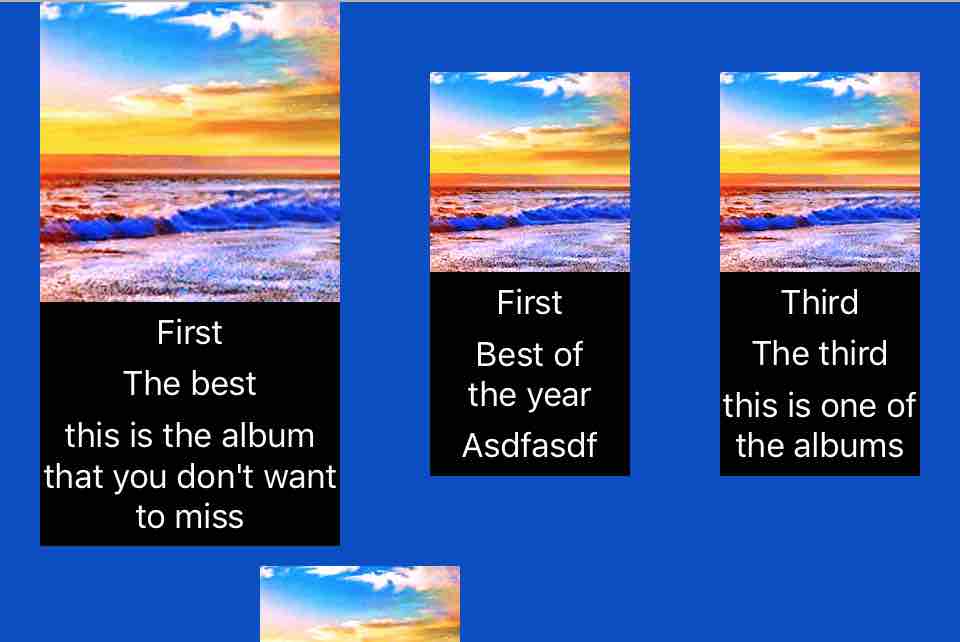 First
The best
this is the album
that you don't want
to miss
First
Best of
the year
Asdfasdf
Third
The third
this is one of
the albums